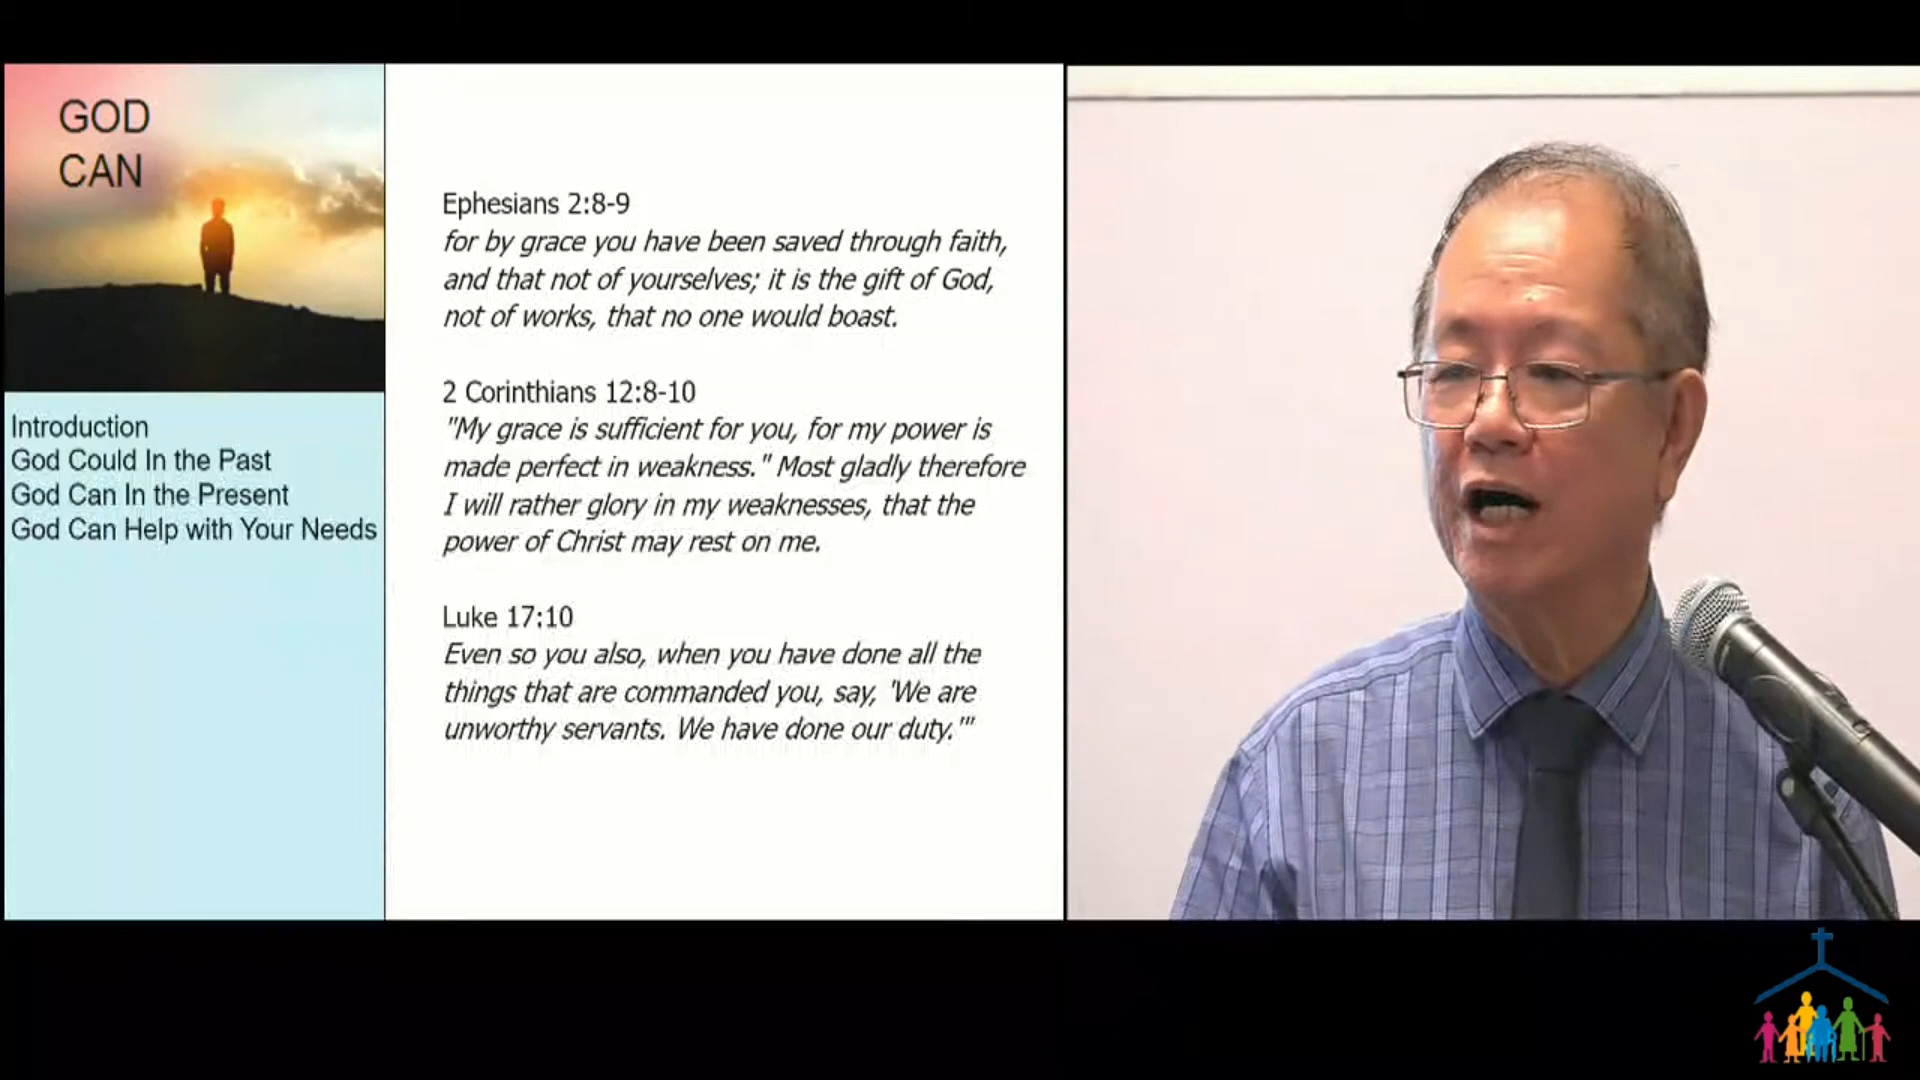 GOD
CAN
Introduction
God Could In the Past
God Can In the Present
God Can Help with Your Needs
Ephesians 2:8-9
for by grace you have been saved through faith,
and that not of yourselves; it is the gift of God,
not of works, that no one would boast.
2 Corinthians 12:8-10
"My grace is sufficient for you, for my power is
made perfect in weakness." Most gladly therefore
I will rather glory in my weaknesses, that the
power of Christ may rest on me.
Luke 17:10
Even so you also, when you have done all the
things that are commanded you, say, 'We are
unworthy servants. We have done our duty.'"